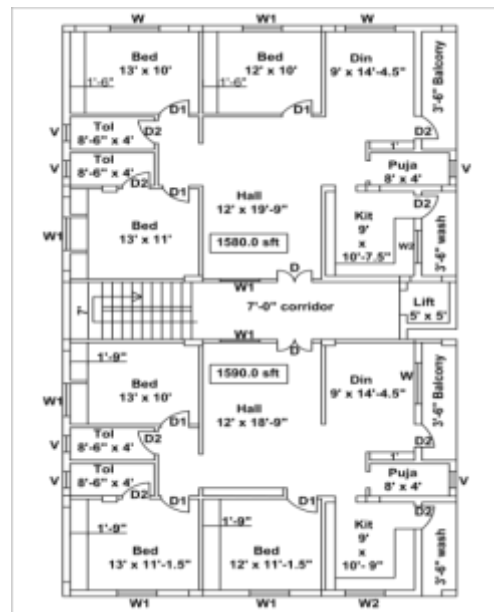 W W1 W
Bed Bed Din
13' x 10' 12' x 10' 9' x 14'-4.5"
3'-6" Balcony
1'-6" 1'-6"
D1 D1
V Tol D2 D2
8'-6" x 4'
1'
V Tol Puja V
8'-6" x 4' 8' x 4'
D2 D1 D2
Hall
12' x 19'-9"
Kit
9'
x
10'-7.5"
W1 Bed
13' x 11'
1580.0 sft
W2
3'-6" wash
D
W1
7'
7'-0" corridor
Lift
5' x 5'
W1
D
1'-9"
1590.0 sft
Din
9' x 14'-4.5"
W
3'-6" Balcony
W1
Bed
13' x 10'
Hall
12' x 18'-9"
D1
V Tol D2 D2
8'-6" x 4'
1'
V Tol Puja V
8'-6" x 4' 8' x 4'
D2 D1 D1 D2
1'-9" 1'-9"
Kit
9'
x
10'- 9"
3'-6" wash
Bed Bed
13' x 11'-1.5" 12' x 11'-1.5"
W1 W1 W2